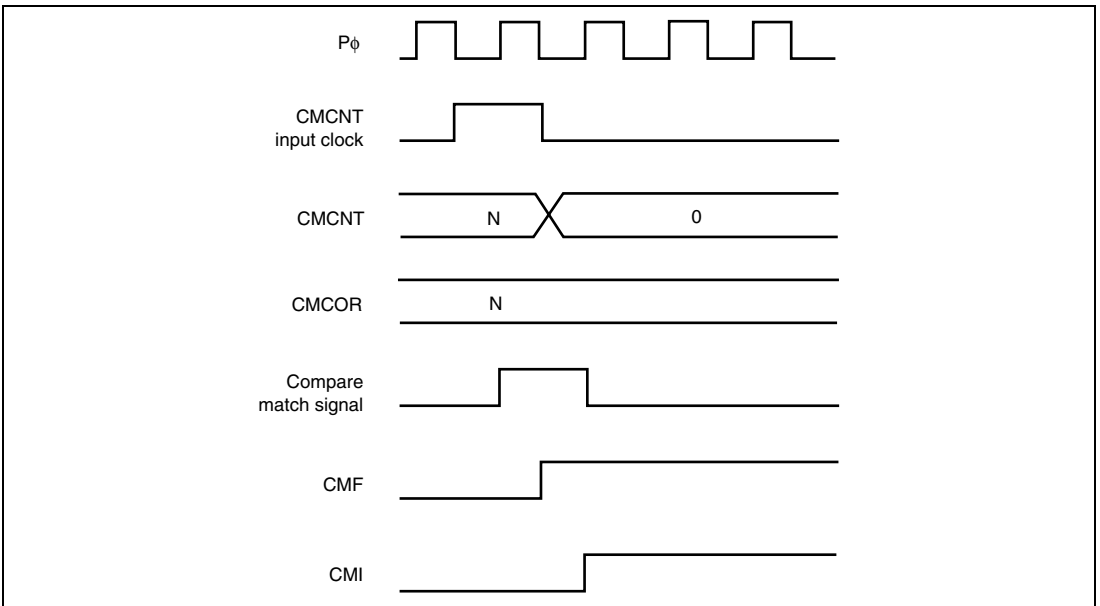 Pϕ
CMCNT
input clock
CMCNT
N
0
CMCOR
N
Compare
match signal
CMF
CMI